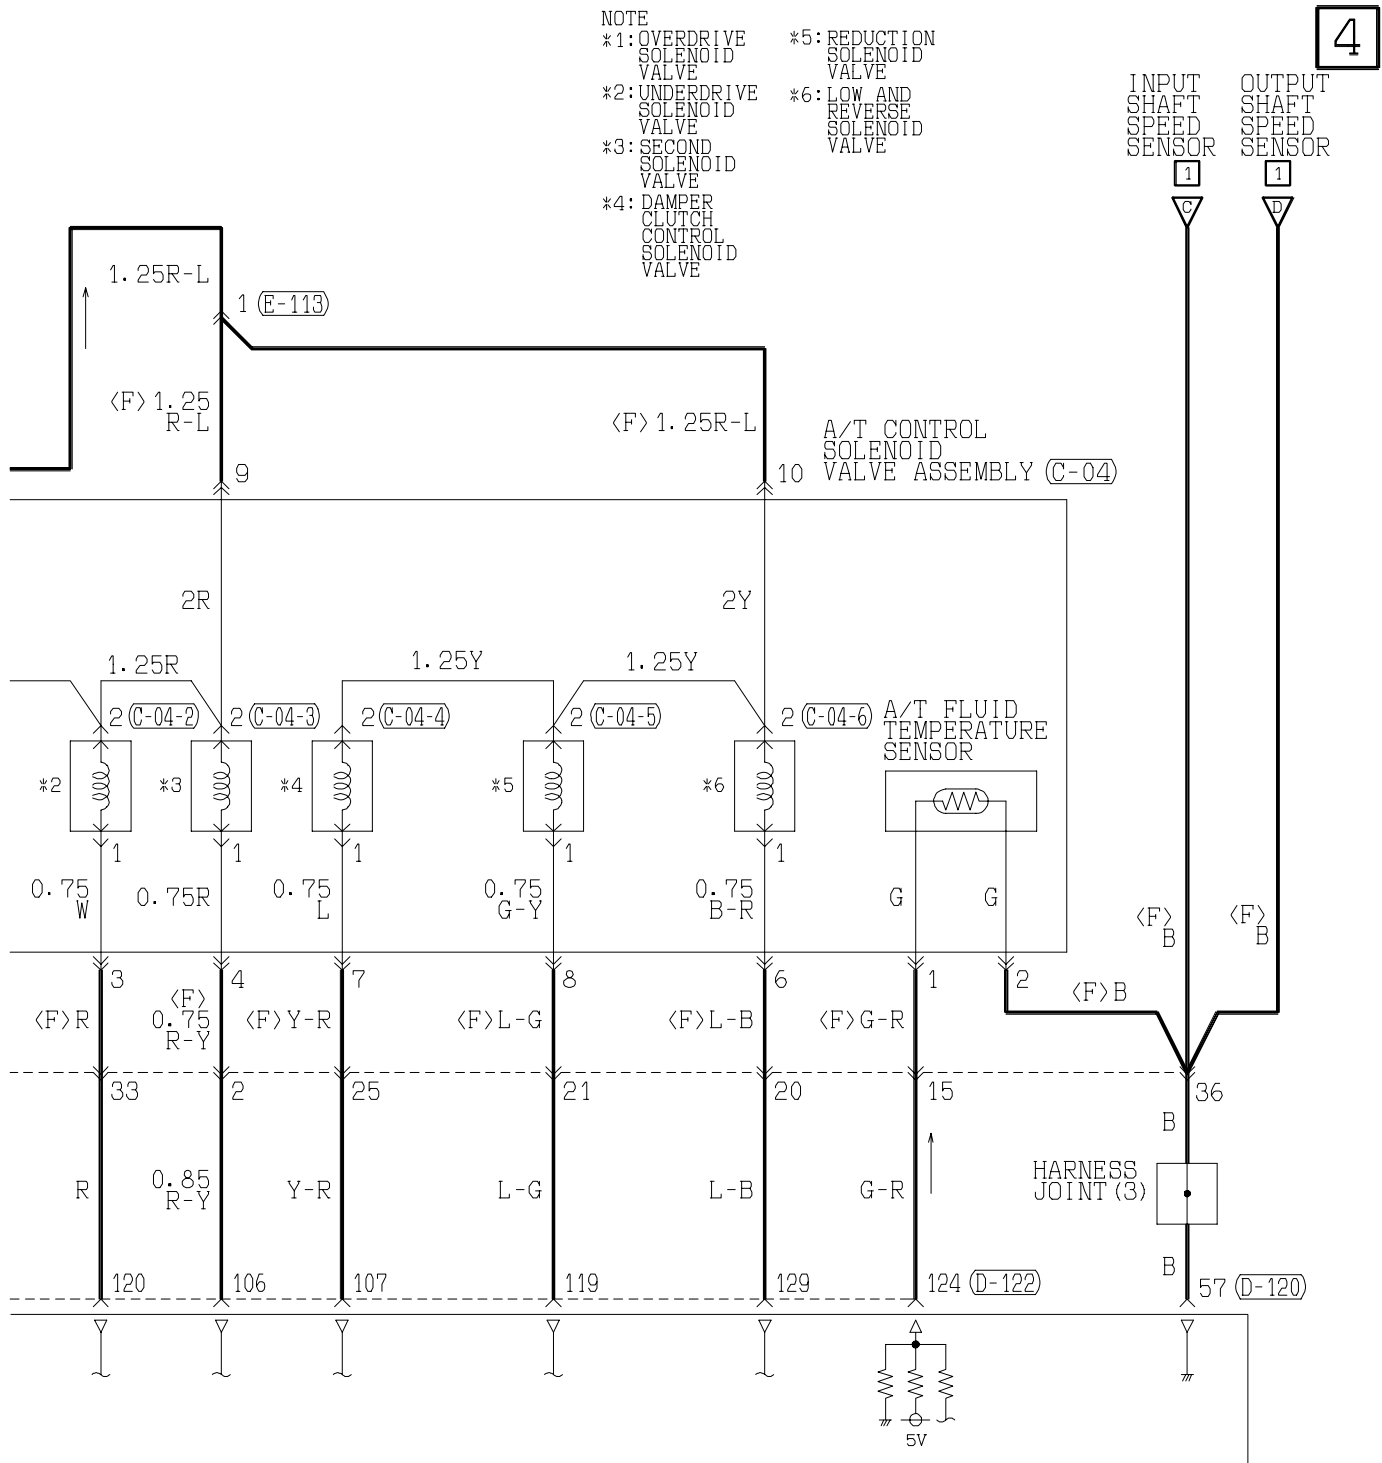 NOTE
*1: OVERDRIVE
SOLENOID
VALVE
*2: UNDERDRIVE
SOLENOID
VALVE
*3: SECOND
SOLENOID
VALVE
*4: DAMPER
CLUTCH
CONTROL
SOLENOID
VALVE
*5: REDUCTION
SOLENOID
VALVE
*6: LOW AND
REVERSE
SOLENOID
VALVE
4
INPUT
SHAFT
SPEED
SENSOR
1
C
OUTPUT
SHAFT
SPEED
SENSOR
1
D
1.25R-L
1 (E-113)
<F> 1.25
R-L
<F> 1.25R-L
9
10
A/T CONTROL
SOLENOID
VALVE ASSEMBLY (C-04)
2R
2Y
1.25R
1.25Y
1.25Y
2 (C-04-2)
2 (C-04-3)
2 (C-04-4)
2 (C-04-5)
2 (C-04-6)
A/T FLUID
TEMPERATURE
SENSOR
*2
*3
*4
*5
*6
1
1
1
1
1
0.75
W
0.75R
0.75
L
0.75
G-Y
0.75
B-R
G
G
<F>
B
<F>
B
3
4
7
8
6
1
2
<F> R
<F>
0.75
R-Y
<F> Y-R
<F> L-G
<F> L-B
<F> G-R
<F> B
33
2
25
21
20
15
36
B
R
0.85
R-Y
Y-R
L-G
L-B
G-R
HARNESS
JOINT (3)
B
120
106
107
119
129
124 (D-122)
57 (D-120)
5V